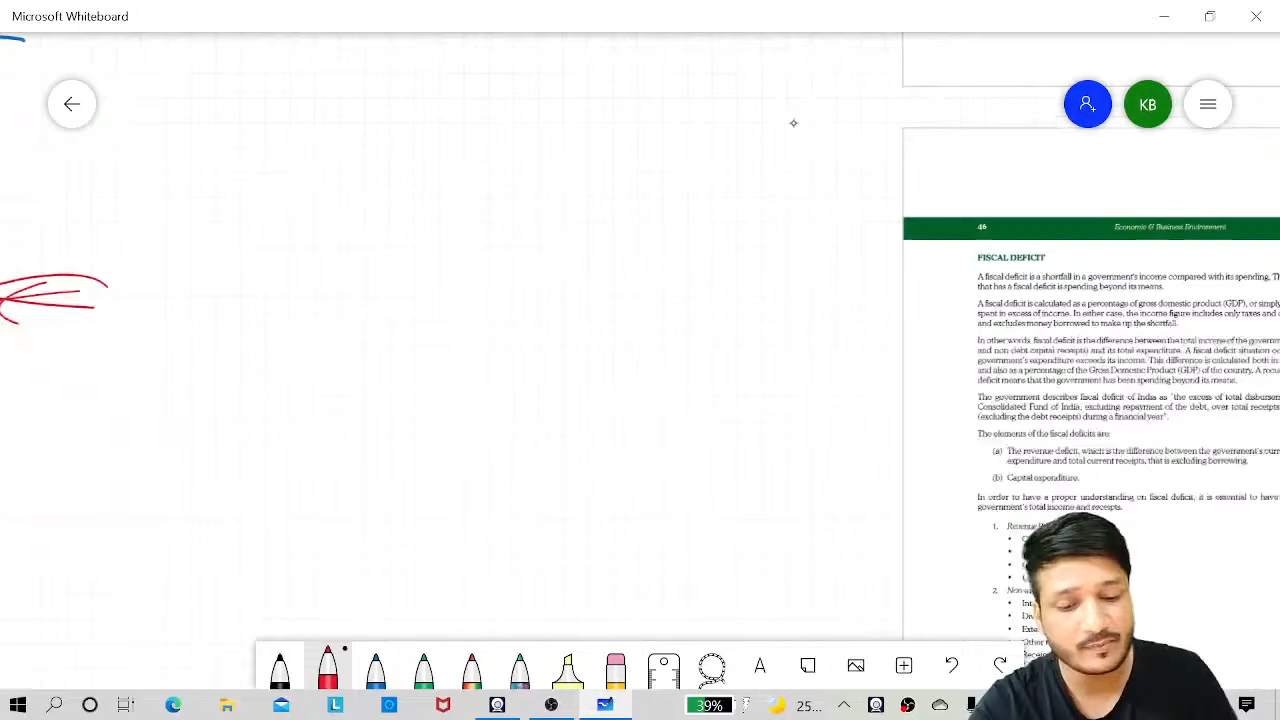 Microsoft Whiteboard
KB
46
Economic & Business Environment
FISCAL DEFICIT
A fiscal deficit is a shortfall in a government's income compared with its spending.
that has a fiscal deficit is spending beyond its means.
A fiscal deficit is calculated as a percentage of gross domestic product (GDP), or simply
spent in excess of income. In either case, the income figure includes only taxes and
and excludes money borrowed to make up the shortfall.
In other words, fiscal deficit is the difference between the total income of the
and non-debt capital receipts) and its total expenditure. A fiscal deficit situation
government's expenditure exceeds its income. This difference is calculated both in
and also as a percentage of the Gross Domestic Product (GDP) of the country. A
deficit means that the government has been spending beyond its means.
The government describes fiscal deficit of India as "the excess of total
Consolidated Fund of India, excluding repayment of the debt, over total receipts
(excluding the debt receipts) during a financial year".
The elements of the fiscal deficits are:
(a) The revenue deficit, which is the difference between the government's
expenditure and total current receipts, that is excluding borrowing.
(b) Capital expenditure.
In order to have a proper understanding on fiscal deficit, it is essential to have
government's total income and receipts.
1. Revenue
2.
Other
39%
25...